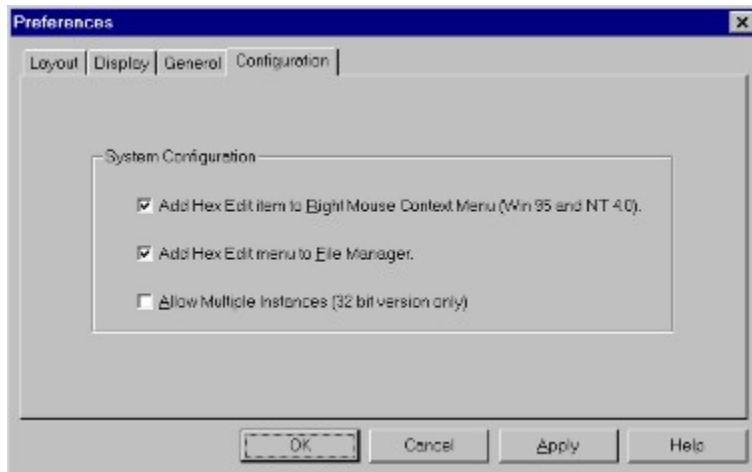 Preferences
Layout Display General Configuration
System Configuration
Add Hex Edit item to Right Mouse Context Menu (Win 95 and NT 4.0).
Add Hex Edit menu to File Manager.
Allow Multiple Instances (32 bit version only)
OK Cancel Apply Help